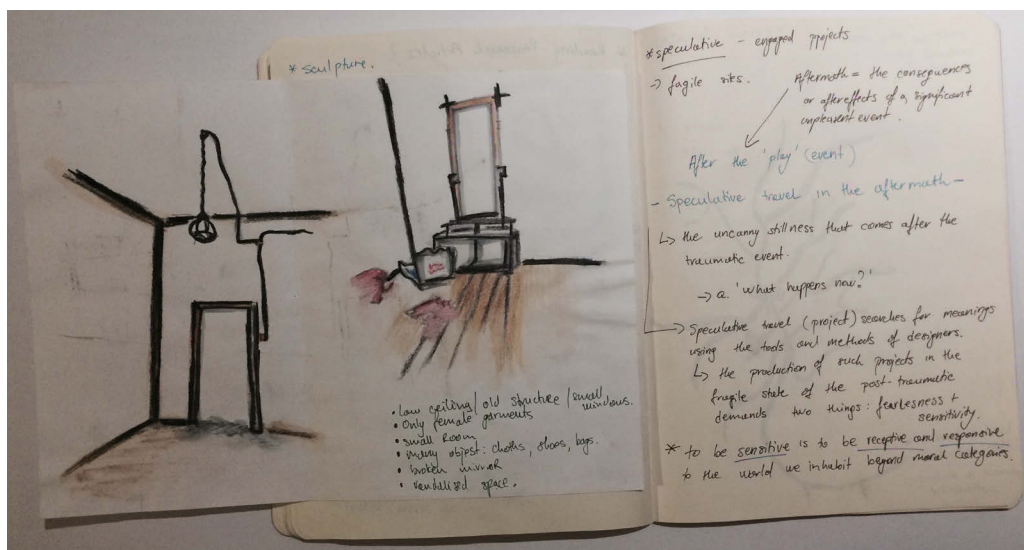 * sculpture.
• Low ceiling / old structure / small windows.
• Only female garments
• small Room
• many objest: cloths, shoes, bags.
• broken mirror
• vandalized space.
*speculative - engaged projects
→ fragile sites.
Aftermath = the consequences
or aftereffects of a significant
unpleasent event.
After the 'play' (event)
- Speculative travel in the aftermath -
↳ the uncanny stillness that comes after the
traumatic event.
→ a. 'What happens now?'
→ Speculative travel (project) searches for meanings
using the tools and methods of designers.
↳ the production of such projects in the
fragile state of the post-traumatic
demands two things: fearlessness +
sensitivity.
* to be sensitive is to be receptive and responsive
to the world we inhabit beyond moral categories.